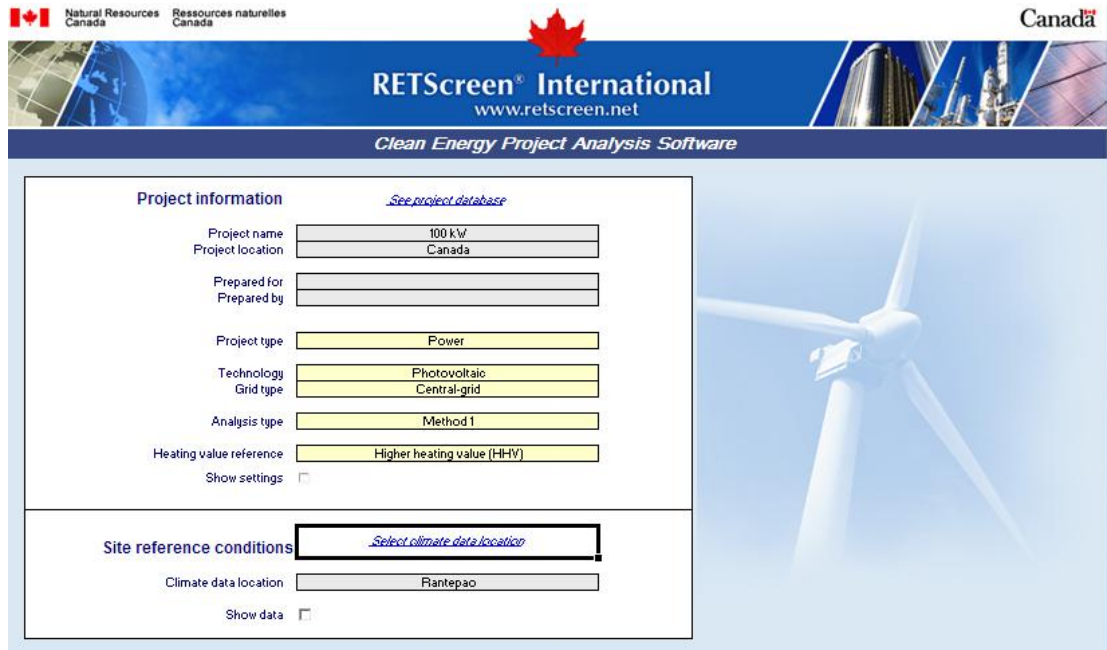 Natural Resources Ressources naturelles
Canada Canada
Canada
RETScreen® International
www.retscreen.net
Clean Energy Project Analysis Software
Project information See project database
Project name 100 kW
Project location Canada
Prepared for
Prepared by
Project type Power
Technology Photovoltaic
Grid type Central-grid
Analysis type Method 1
Heating value reference Higher heating value (HHV)
Show settings
Site reference conditions Select climate data location
Climate data location Rantepao
Show data